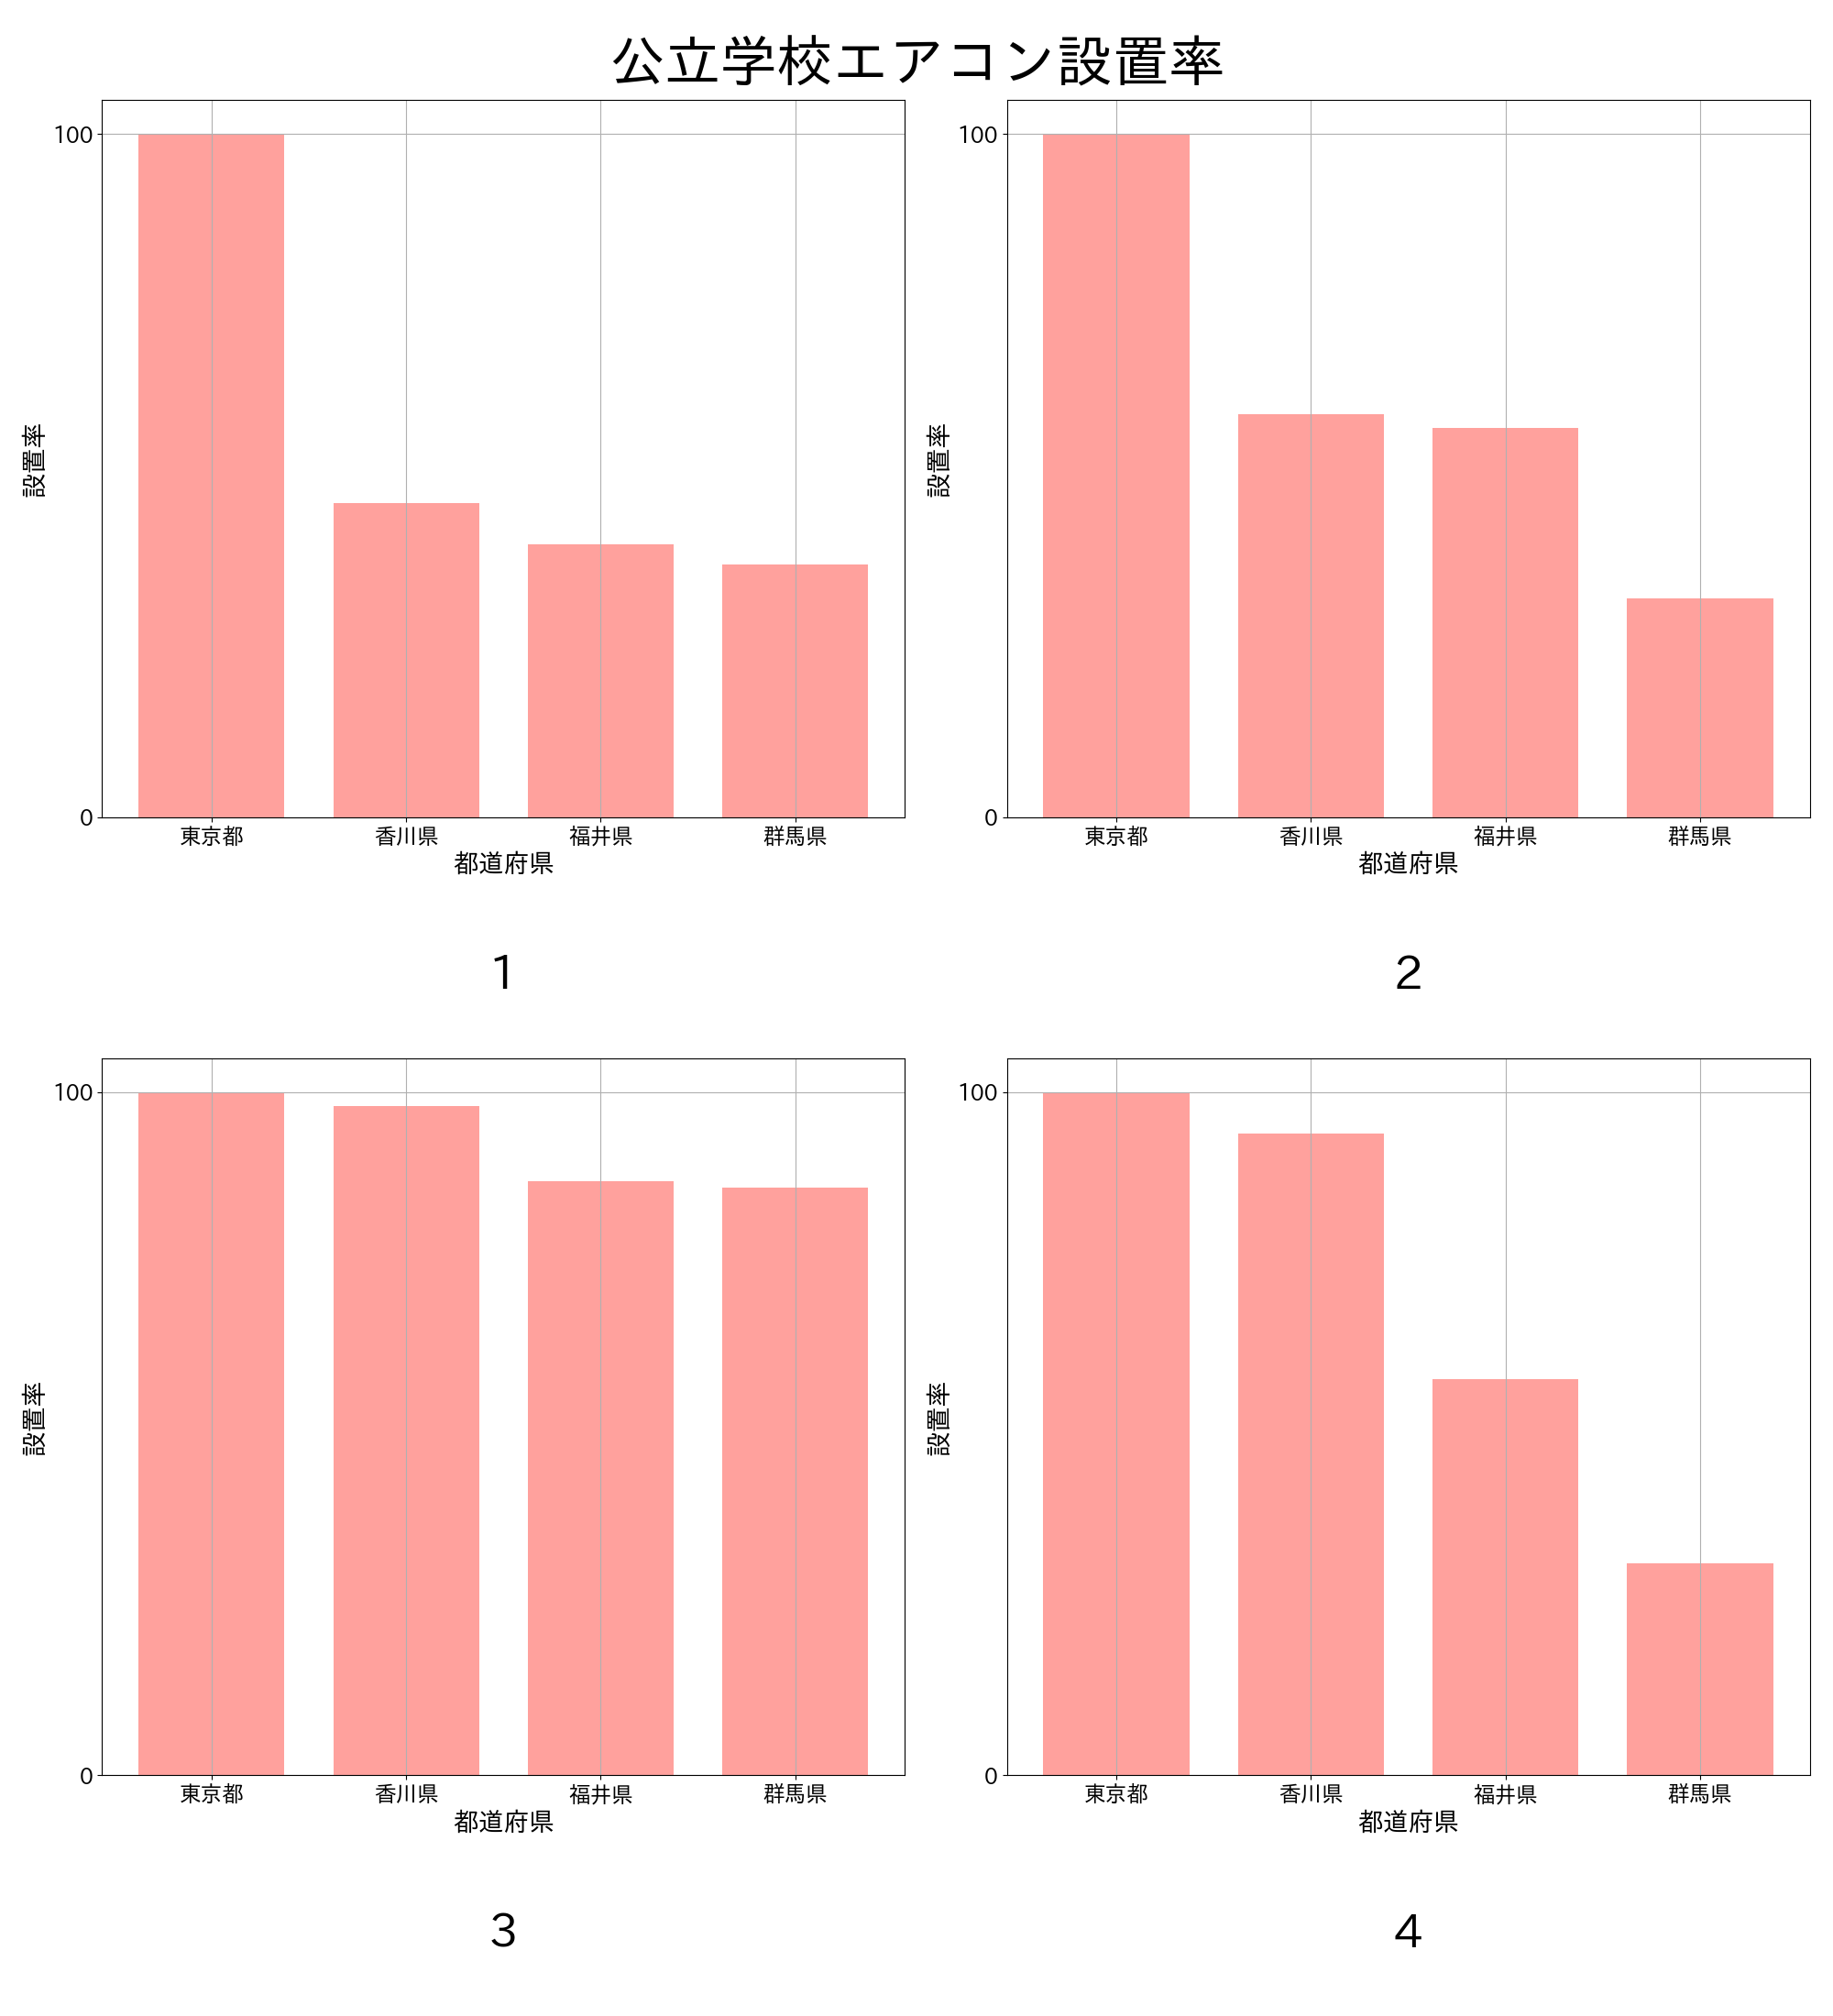 公立学校エアコン設置率
100
設置率
0
東京都 香川県 福井県 群馬県
都道府県
1
100
設置率
0
東京都 香川県 福井県 群馬県
都道府県
2
100
設置率
0
東京都 香川県 福井県 群馬県
都道府県
3
100
設置率
0
東京都 香川県 福井県 群馬県
都道府県
4